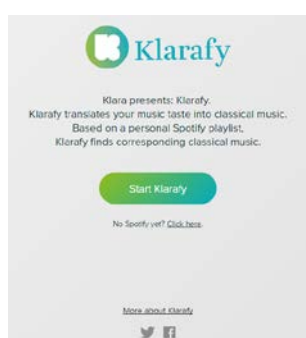 Klarafy
Klara presents: Klarafy.
Klarafy translates your music taste into classical music.
Based on a personal Spotify playlist,
Klarafy finds corresponding classical music.
Start Klarafy
No Spotify yet? Click here.
More about Klarafy